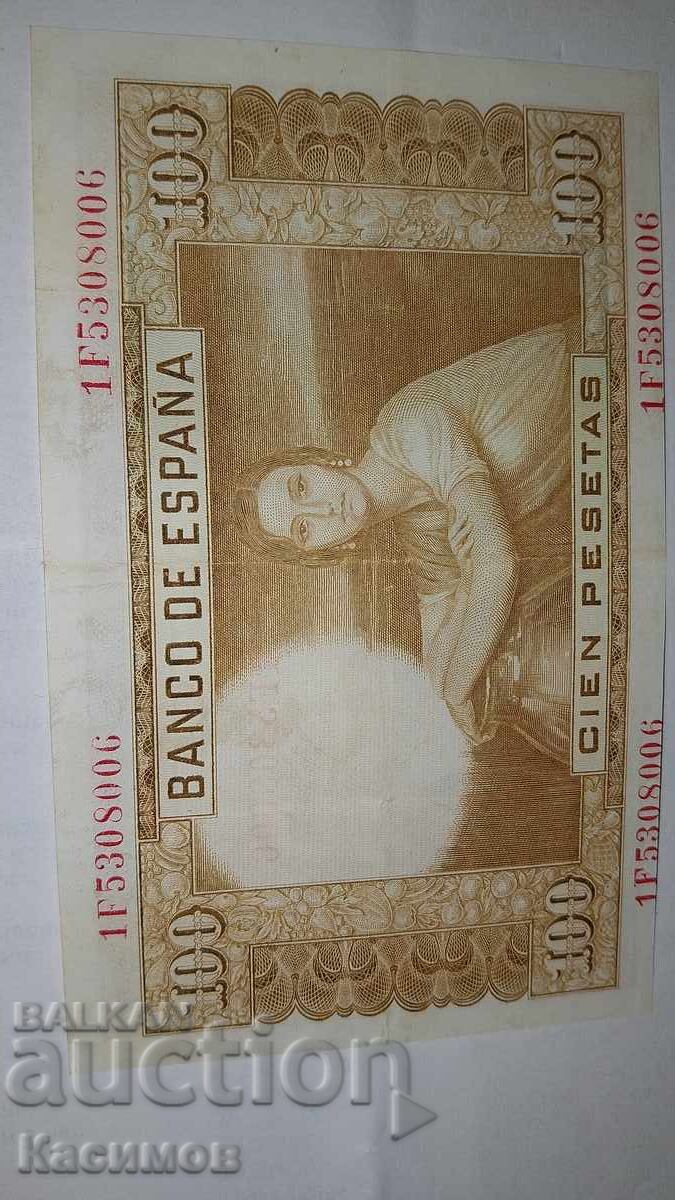 1F5308006 1F5308006
100 100
BANCO DE ESPAÑA
CIEN PESETAS
100 100
1F5308006 1F5308006
BALKAN
auction
Касимов